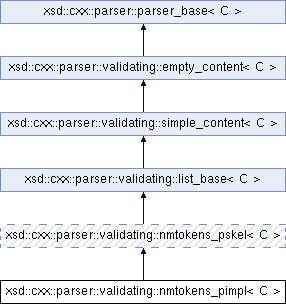 xsd::cxx::parser::parser_base< C >
xsd::cxx::parser::validating::empty_content< C >
xsd::cxx::parser::validating::simple_content< C >
xsd::cxx::parser::validating::list_base< C >
xsd::cxx::parser::validating::nmtokens_pskel< C >
xsd::cxx::parser::validating::nmtokens_pimpl< C >